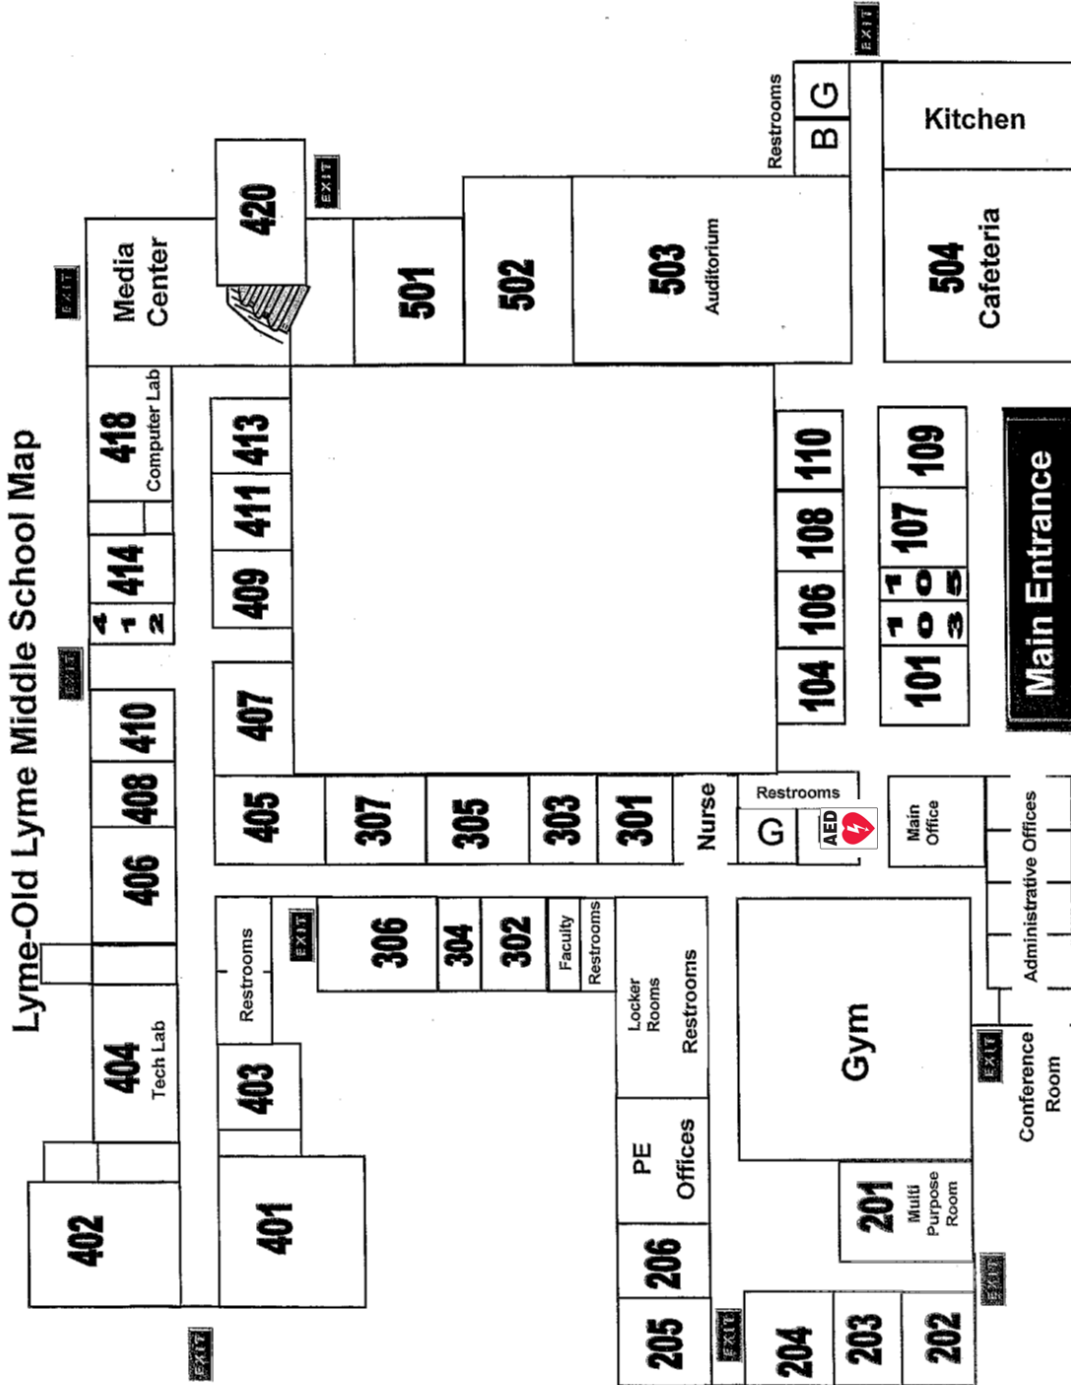 Lyme-Old Lyme Middle School Map
EXIT
EXIT
402
404
Tech Lab
406
408
410
412
414
418
Computer Lab
Media
Center
EXIT
401
403
Restrooms
405
407
409
411
413
420
EXIT
EXIT
306
304
302
Faculty
Restrooms
307
305
303
301
Nurse
501
502
503
Auditorium
205
206
PE
Offices
Locker
Rooms
Restrooms
EXIT
204
203
202
201
Multi
Purpose
Room
Gym
Restrooms
G
AED
104
106
108
110
Restrooms
B
G
EXIT
Main
Office
101
103
105
107
109
504
Cafeteria
Kitchen
EXIT
EXIT
Conference
Room
Administrative Offices
Main Entrance